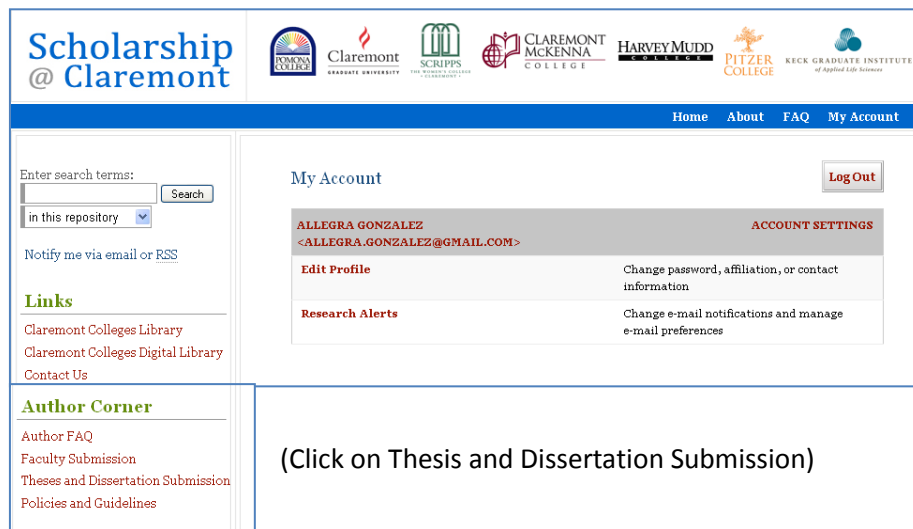 Scholarship
@ Claremont
POMONA
COLLEGE
Claremont
GRADUATE UNIVERSITY
SCRIPPS
THE WOMEN'S COLLEGE
· CLAREMONT ·
CLAREMONT
MCKENNA
COLLEGE
HARVEY MUDD
COLLEGE
PITZER
COLLEGE
KECK GRADUATE INSTITUTE
of Applied Life Sciences
Home About FAQ My Account
Enter search terms:
Search
in this repository
Notify me via email or RSS
Links
Claremont Colleges Library
Claremont Colleges Digital Library
Contact Us
Author Corner
Author FAQ
Faculty Submission
Theses and Dissertation Submission
Policies and Guidelines
My Account
Log Out
ALLEGRA GONZALEZ
<ALLEGRA.GONZALEZ@GMAIL.COM>
ACCOUNT SETTINGS
Edit Profile
Change password, affiliation, or contact
information
Research Alerts
Change e-mail notifications and manage
e-mail preferences
(Click on Thesis and Dissertation Submission)